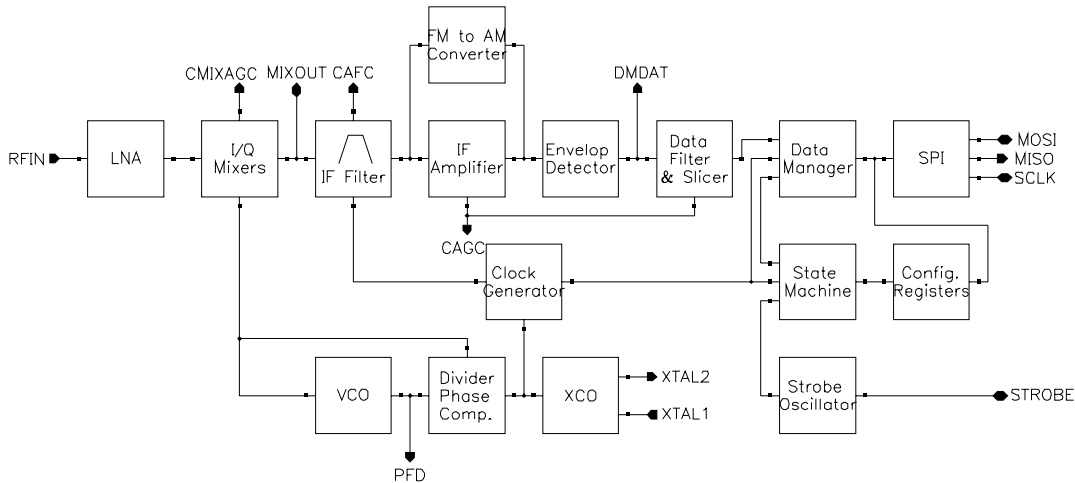 FM to AM
Converter
CMIXAGC
MIXOUT
CAFC
DMDAT
RFIN
LNA
I/Q
Mixers
IF Filter
IF
Amplifier
Envelop
Detector
Data
Filter
& Slicer
Data
Manager
SPI
MOSI
MISO
SCLK
CAGC
Clock
Generator
State
Machine
Config.
Registers
VCO
Divider
Phase
Comp.
XCO
XTAL2
XTAL1
Strobe
Oscillator
STROBE
PFD